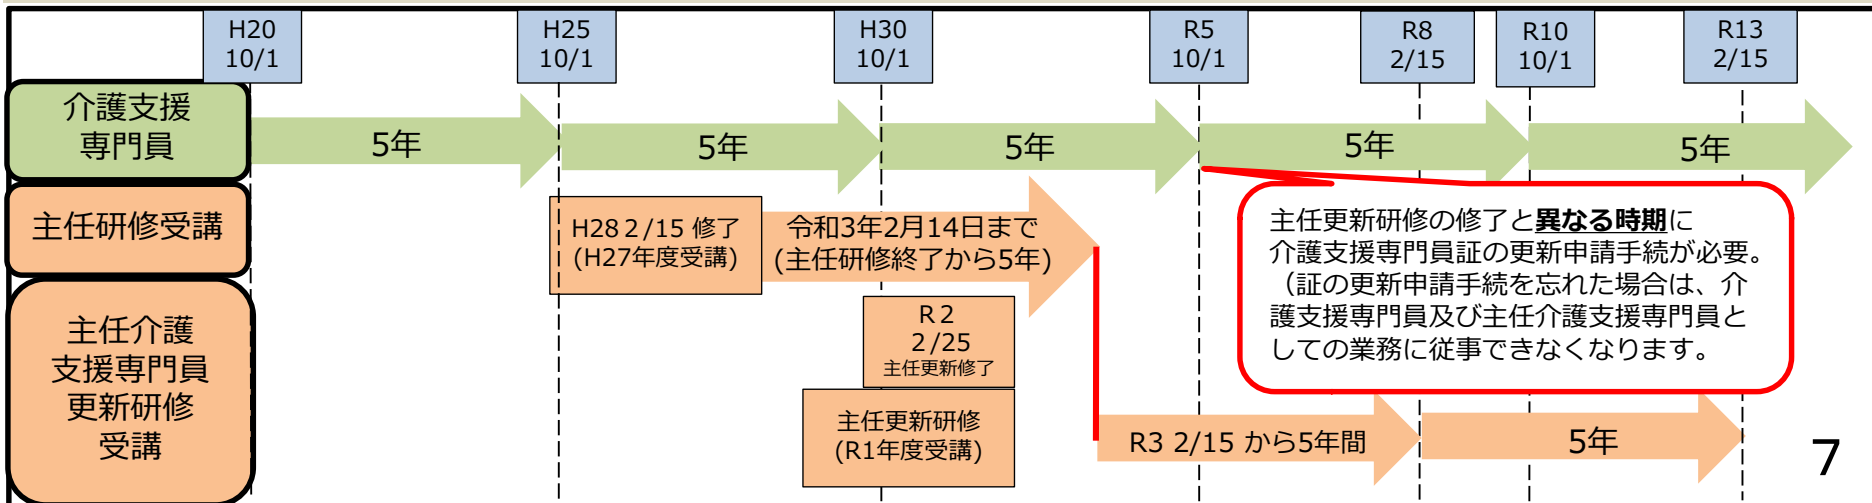 H20
10/1
H25
10/1
H30
10/1
R5
10/1
R8
2/15
R10
10/1
R13
2/15
介護支援
専門員
5年
5年
5年
5年
5年
主任研修受講
H28 2/15 修了
(H27年度受講)
令和3年2月14日まで
(主任研修終了から5年)
主任更新研修の修了と異なる時期に
介護支援専門員証の更新申請手続が必要。
（証の更新申請手続を忘れた場合は、介
護支援専門員及び主任介護支援専門員と
しての業務に従事できなくなります。
主任介護
支援専門員
更新研修
受講
R２
2/25
主任更新修了
主任更新研修
(R1年度受講)
R3 2/15 から5年間
5年
7